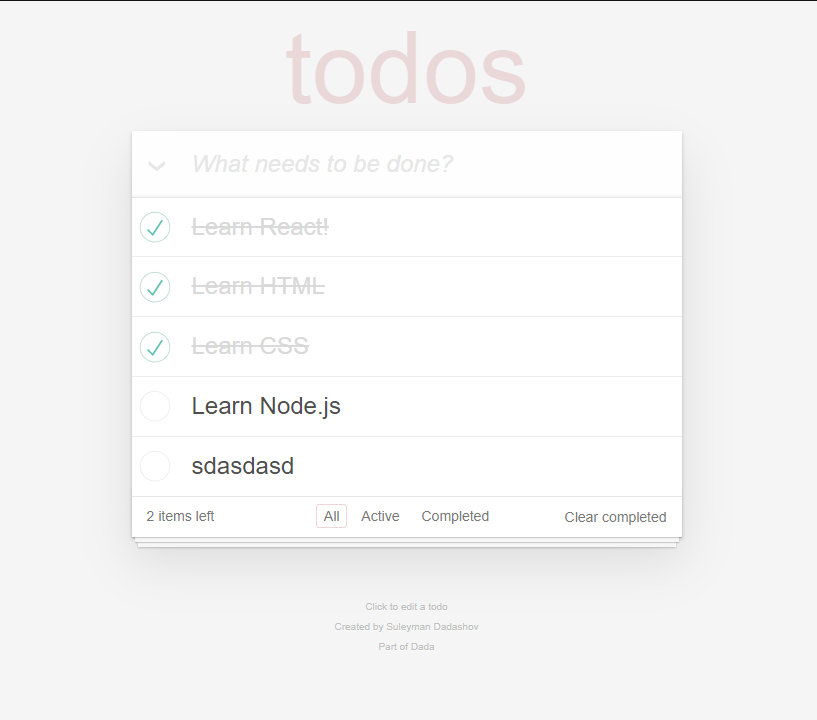 todos
What needs to be done?
Learn React!
Learn HTML
Learn CSS
Learn Node.js
sdasdasd
2 items left All Active Completed Clear completed
Click to edit a todo
Created by Suleyman Dadashov
Part of Dada